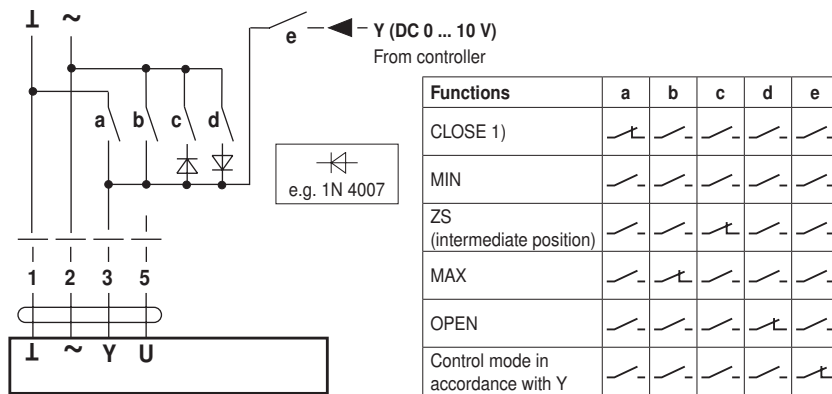 ⊥ ~
e
Y (DC 0 ... 10 V)
From controller
a b c d
e.g. 1N 4007
1 2 3 5
⊥ ~ Y U
Functions a b c d e
CLOSE 1)
MIN
ZS
(intermediate position)
MAX
OPEN
Control mode in
accordance with Y